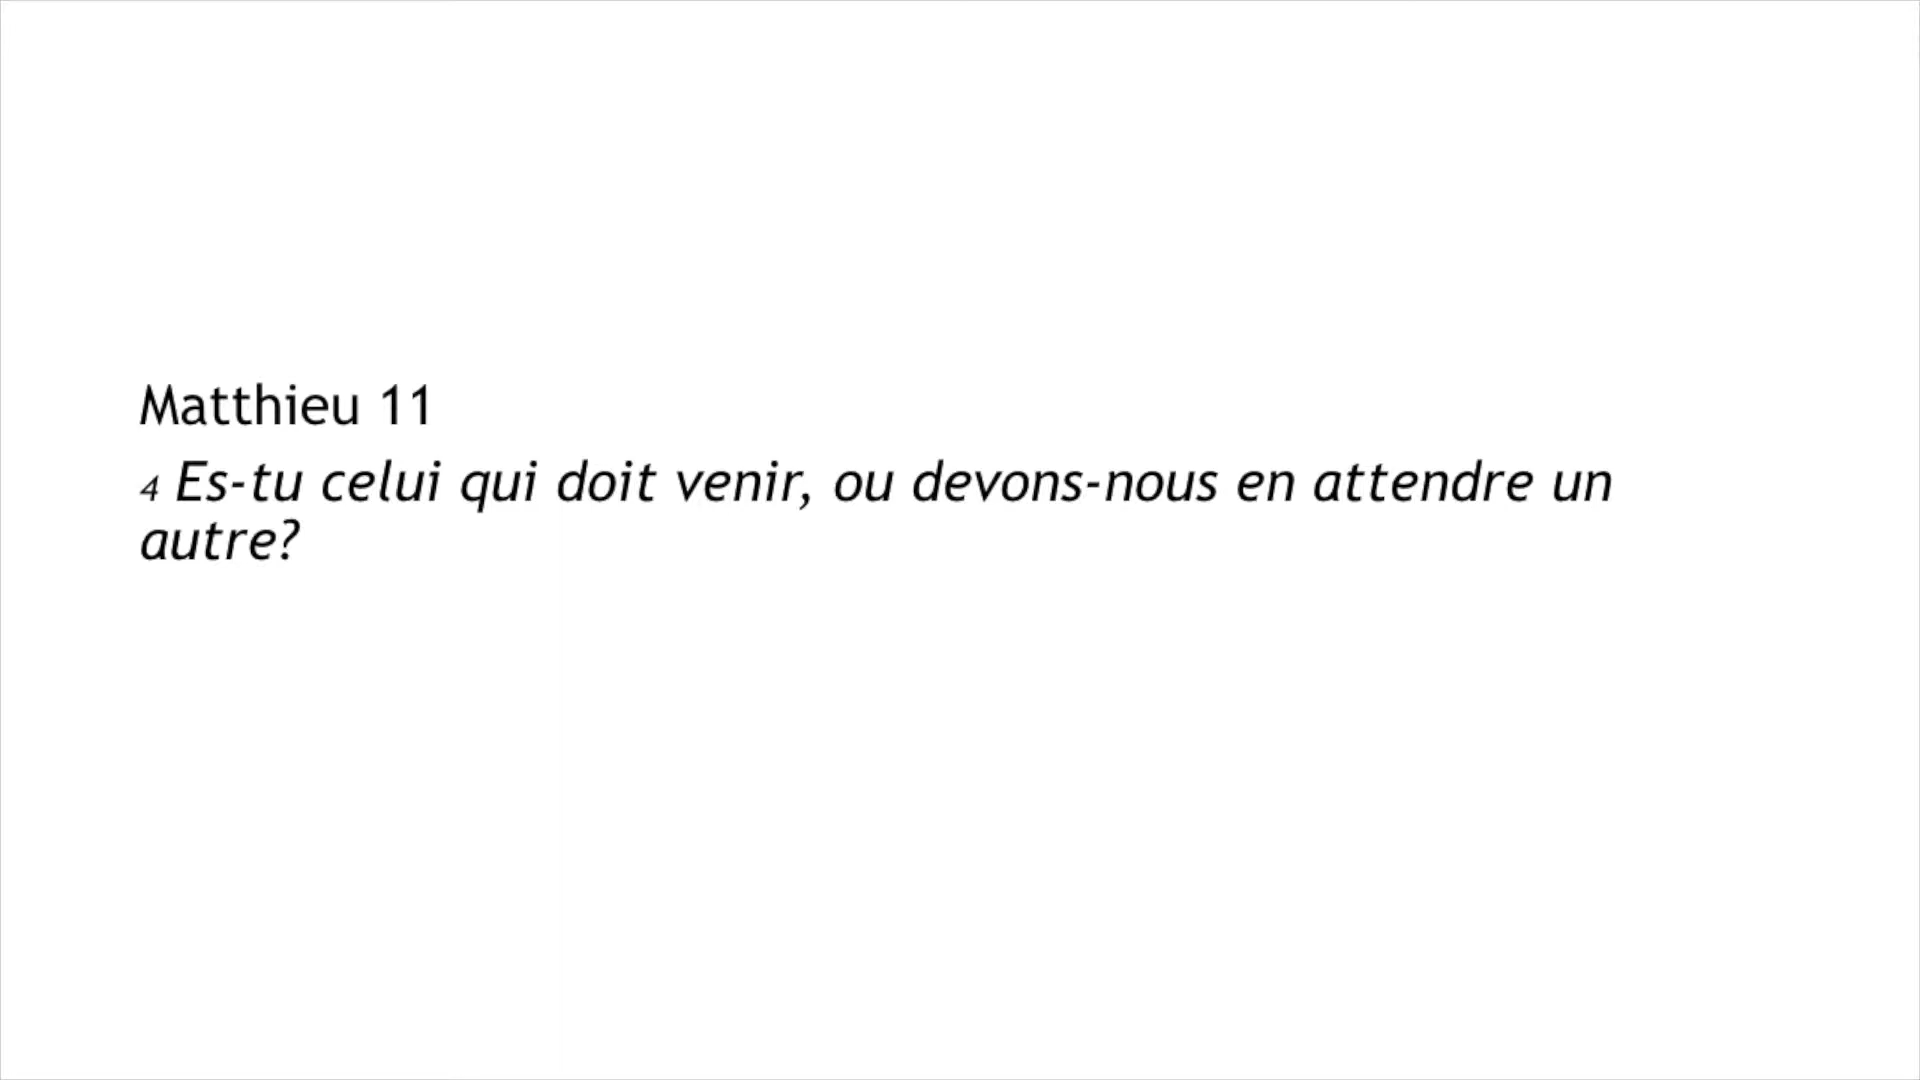 Matthieu 11
4 Es-tu celui qui doit venir, ou devons-nous en attendre un
autre?